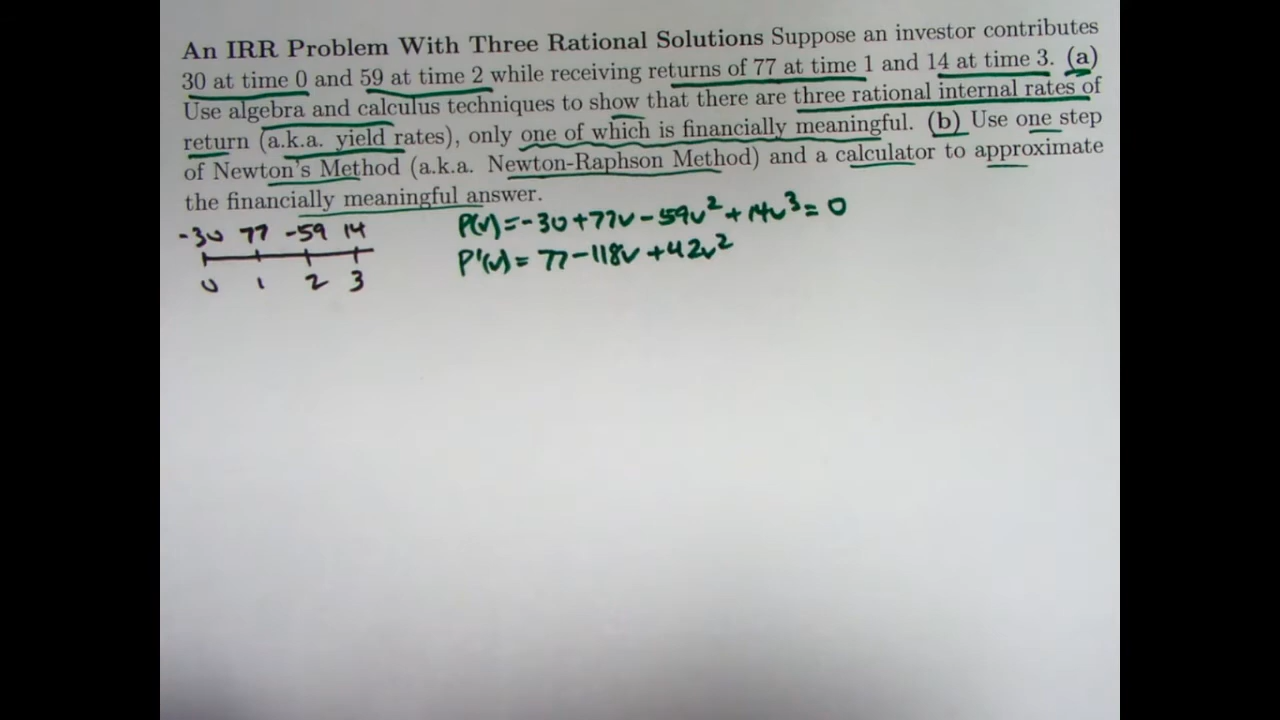 An IRR Problem With Three Rational Solutions Suppose an investor contributes
30 at time 0 and 59 at time 2 while receiving returns of 77 at time 1 and 14 at time 3. (a)
Use algebra and calculus techniques to show that there are three rational internal rates of
return (a.k.a. yield rates), only one of which is financially meaningful. (b) Use one step
of Newton's Method (a.k.a. Newton-Raphson Method) and a calculator to approximate
the financially meaningful answer.
P(v) = -30 + 77v - 59v² + 14v³ = 0
-30 77 -59 14
P'(v) = 77 - 118v + 42v²
0 1 2 3